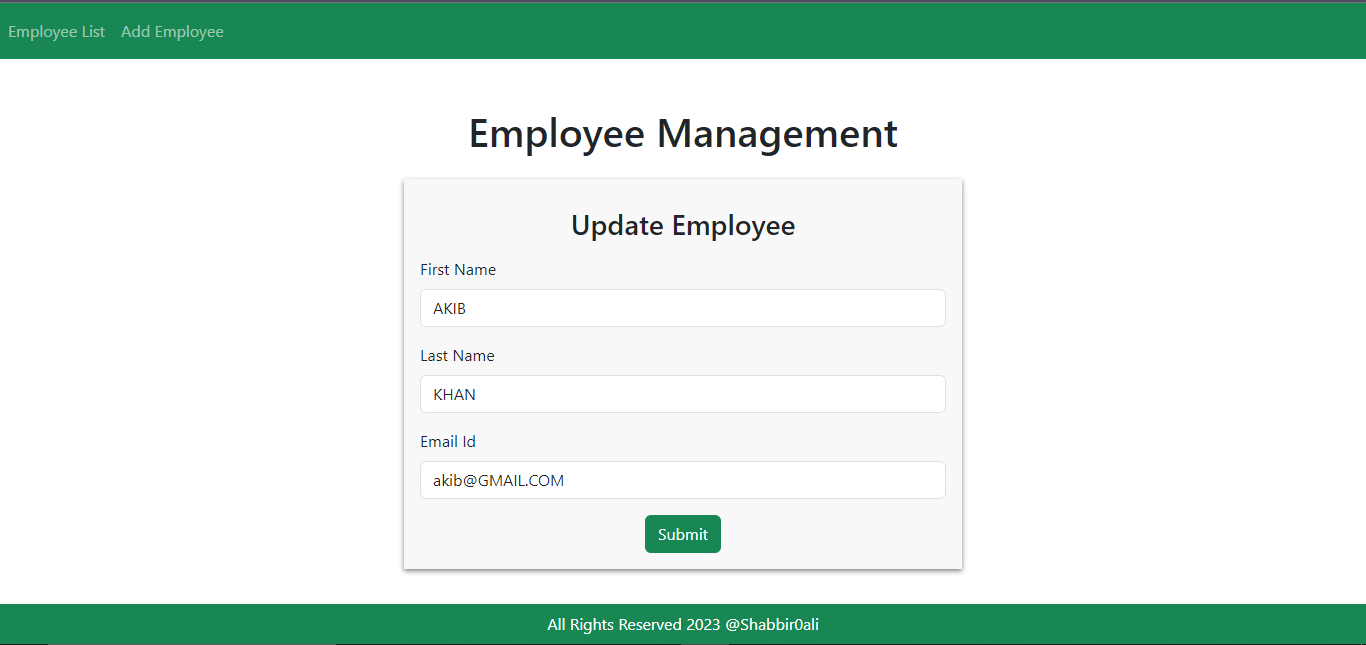 Employee List Add Employee
Employee Management
Update Employee
First Name
AKIB
Last Name
KHAN
Email Id
akib@GMAIL.COM
Submit
All Rights Reserved 2023 @Shabbir0ali